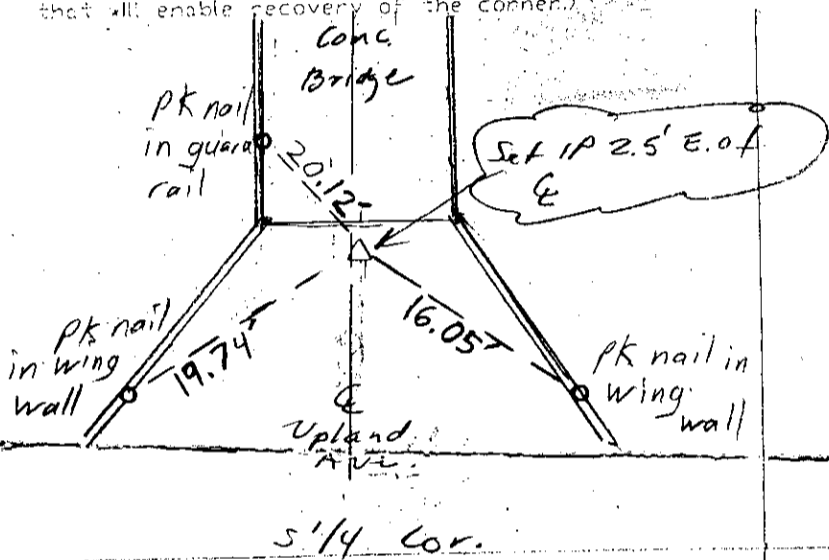 that will enable recovery of the corner.)
Conc.
Bridge
PK nail
in guard
rail
20.12
Set IP 2.5' E. of
℄
PK nail
in wing
wall
19.74'
16.05'
PK nail in
wing
wall
℄
Upland
Ave.
S 1/4 Cor.